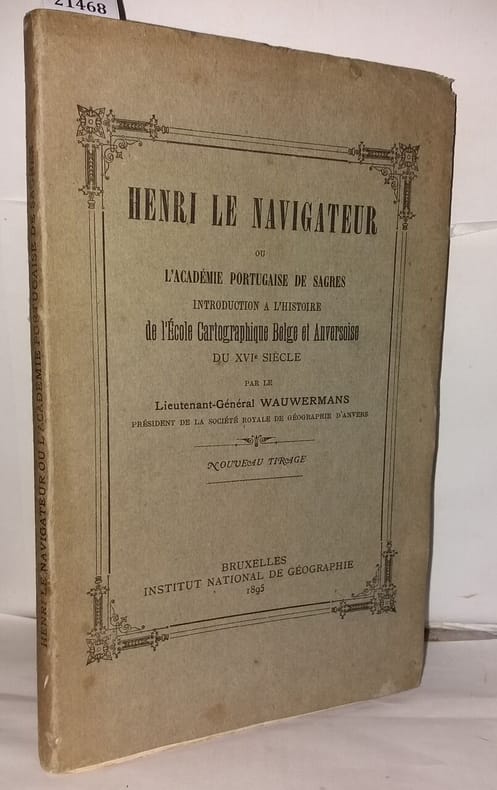 21468
HENRI LE NAVIGATEUR OU L'ACADÉMIE PORTUGAISE DE SAGRES
HENRI LE NAVIGATEUR
OU
L'ACADÉMIE PORTUGAISE DE SAGRES
INTRODUCTION A L'HISTOIRE
de l'École Cartographique Belge et Anversoise
DU XVIe SIÈCLE
PAR LE
Lieutenant-Général WAUWERMANS
PRÉSIDENT DE LA SOCIÉTÉ ROYALE DE GÉOGRAPHIE D'ANVERS
NOUVEAU TIRAGE
BRUXELLES
INSTITUT NATIONAL DE GÉOGRAPHIE
1895